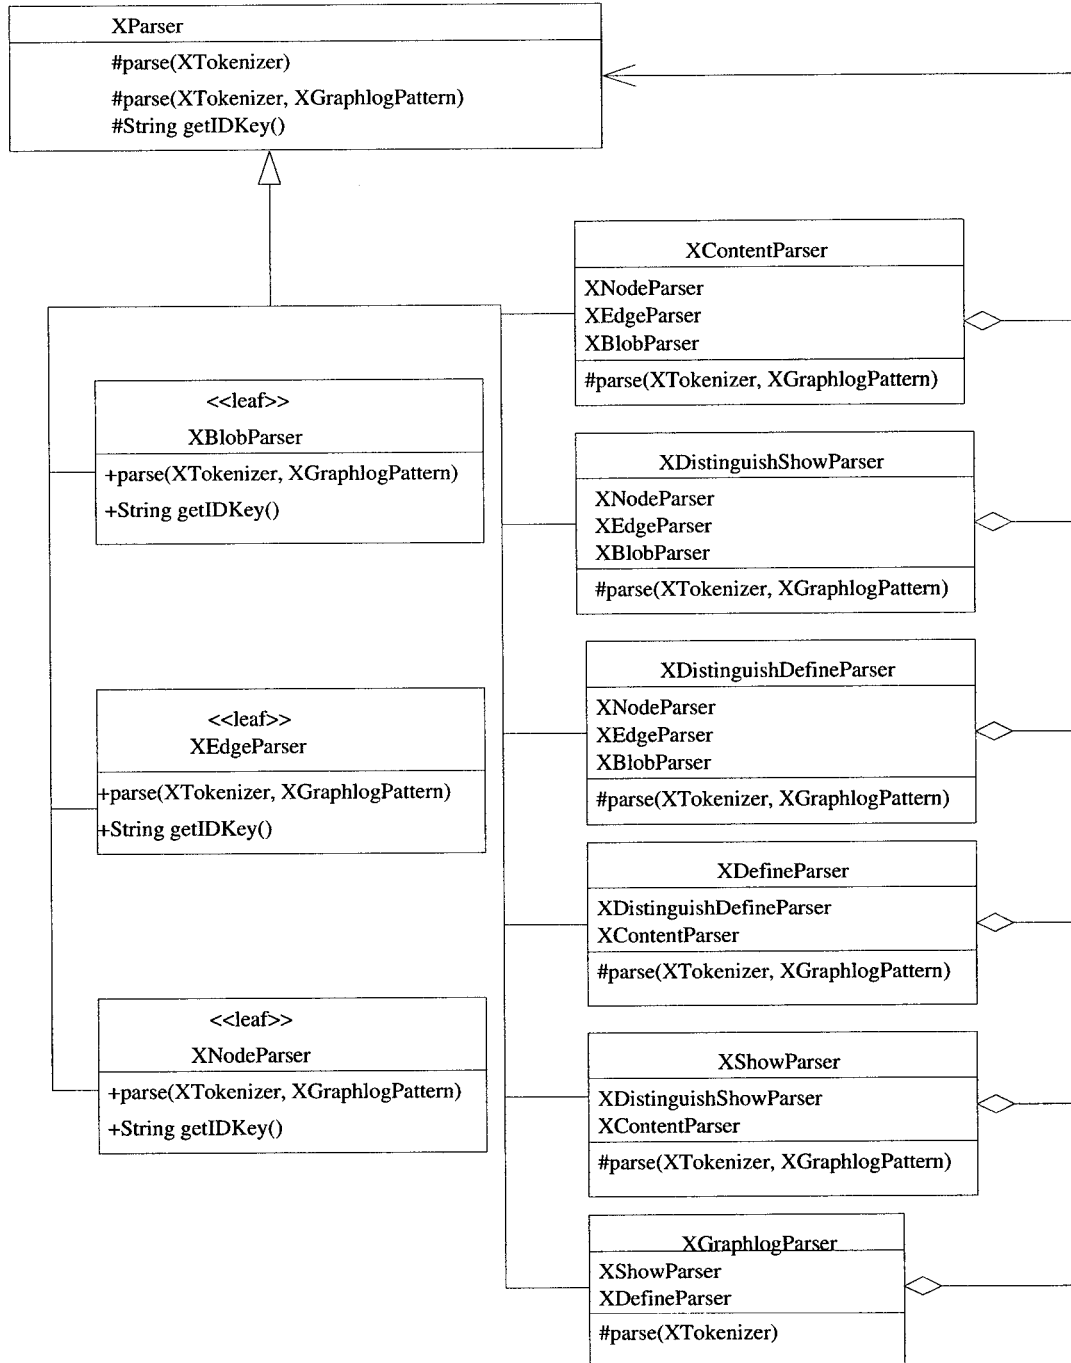 XParser
#parse(XTokenizer)
#parse(XTokenizer, XGraphlogPattern)
#String getIDKey()
XContentParser
XNodeParser
XEdgeParser
XBlobParser
#parse(XTokenizer, XGraphlogPattern)
<<leaf>>
XBlobParser
+parse(XTokenizer, XGraphlogPattern)
+String getIDKey()
XDistinguishShowParser
XNodeParser
XEdgeParser
XBlobParser
#parse(XTokenizer, XGraphlogPattern)
XDistinguishDefineParser
XNodeParser
XEdgeParser
XBlobParser
#parse(XTokenizer, XGraphlogPattern)
<<leaf>>
XEdgeParser
+parse(XTokenizer, XGraphlogPattern)
+String getIDKey()
XDefineParser
XDistinguishDefineParser
XContentParser
#parse(XTokenizer, XGraphlogPattern)
<<leaf>>
XNodeParser
+parse(XTokenizer, XGraphlogPattern)
+String getIDKey()
XShowParser
XDistinguishShowParser
XContentParser
#parse(XTokenizer, XGraphlogPattern)
XGraphlogParser
XShowParser
XDefineParser
#parse(XTokenizer)